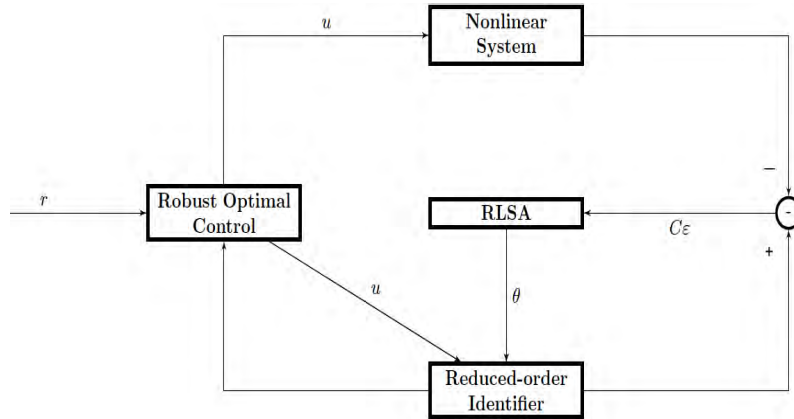 u
Nonlinear
System
−
r
Robust Optimal
Control
RLSA
Cε
-
+
u
θ
Reduced-order
Identifier